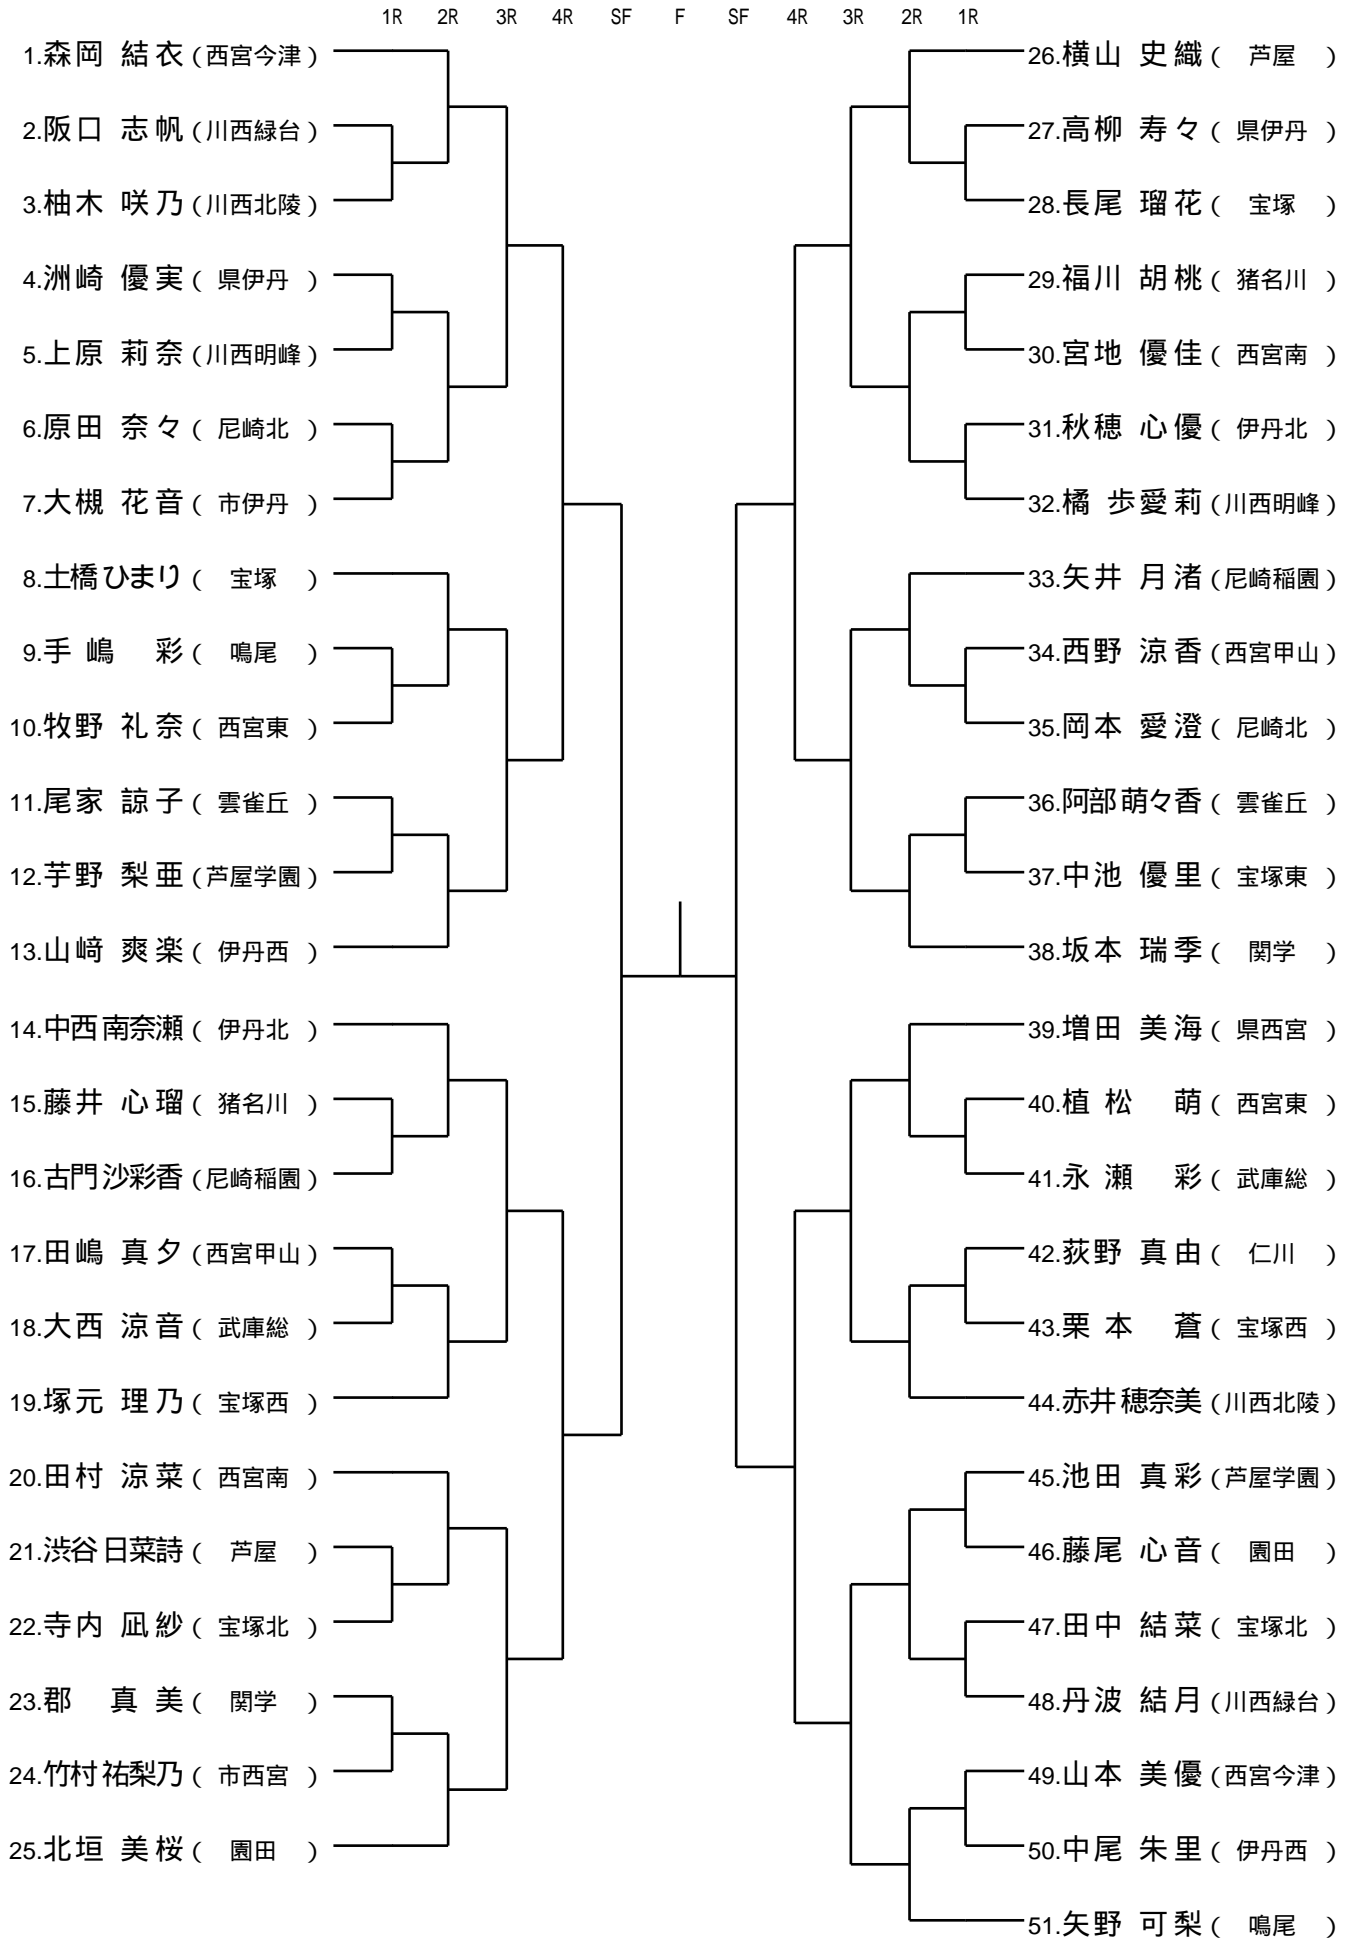 1R 2R 3R 4R SF F SF 4R 3R 2R 1R
1.森岡 結衣(西宮今津)
2.阪口 志帆(川西緑台)
3.柚木 咲乃(川西北陵)
4.洲崎 優実(県伊丹)
5.上原 莉奈(川西明峰)
6.原田 奈々(尼崎北)
7.大槻 花音(市伊丹)
8.土橋ひまり(宝塚)
9.手嶋 彩(鳴尾)
10.牧野 礼奈(西宮東)
11.尾家 諒子(雲雀丘)
12.芋野 梨亜(芦屋学園)
13.山﨑 爽楽(伊丹西)
14.中西南奈瀬(伊丹北)
15.藤井 心瑠(猪名川)
16.古門沙彩香(尼崎稲園)
17.田嶋 真夕(西宮甲山)
18.大西 涼音(武庫総)
19.塚元 理乃(宝塚西)
20.田村 涼菜(西宮南)
21.渋谷日菜詩(芦屋)
22.寺内 凪紗(宝塚北)
23.郡 真美(関学)
24.竹村祐梨乃(市西宮)
25.北垣 美桜(園田)
26.横山 史織(芦屋)
27.高柳 寿々(県伊丹)
28.長尾 瑠花(宝塚)
29.福川 胡桃(猪名川)
30.宮地 優佳(西宮南)
31.秋穂 心優(伊丹北)
32.橘 歩愛莉(川西明峰)
33.矢井 月渚(尼崎稲園)
34.西野 涼香(西宮甲山)
35.岡本 愛澄(尼崎北)
36.阿部萌々香(雲雀丘)
37.中池 優里(宝塚東)
38.坂本 瑞季(関学)
39.増田 美海(県西宮)
40.植松 萌(西宮東)
41.永瀬 彩(武庫総)
42.荻野 真由(仁川)
43.栗本 蒼(宝塚西)
44.赤井穂奈美(川西北陵)
45.池田 真彩(芦屋学園)
46.藤尾 心音(園田)
47.田中 結菜(宝塚北)
48.丹波 結月(川西緑台)
49.山本 美優(西宮今津)
50.中尾 朱里(伊丹西)
51.矢野 可梨(鳴尾)